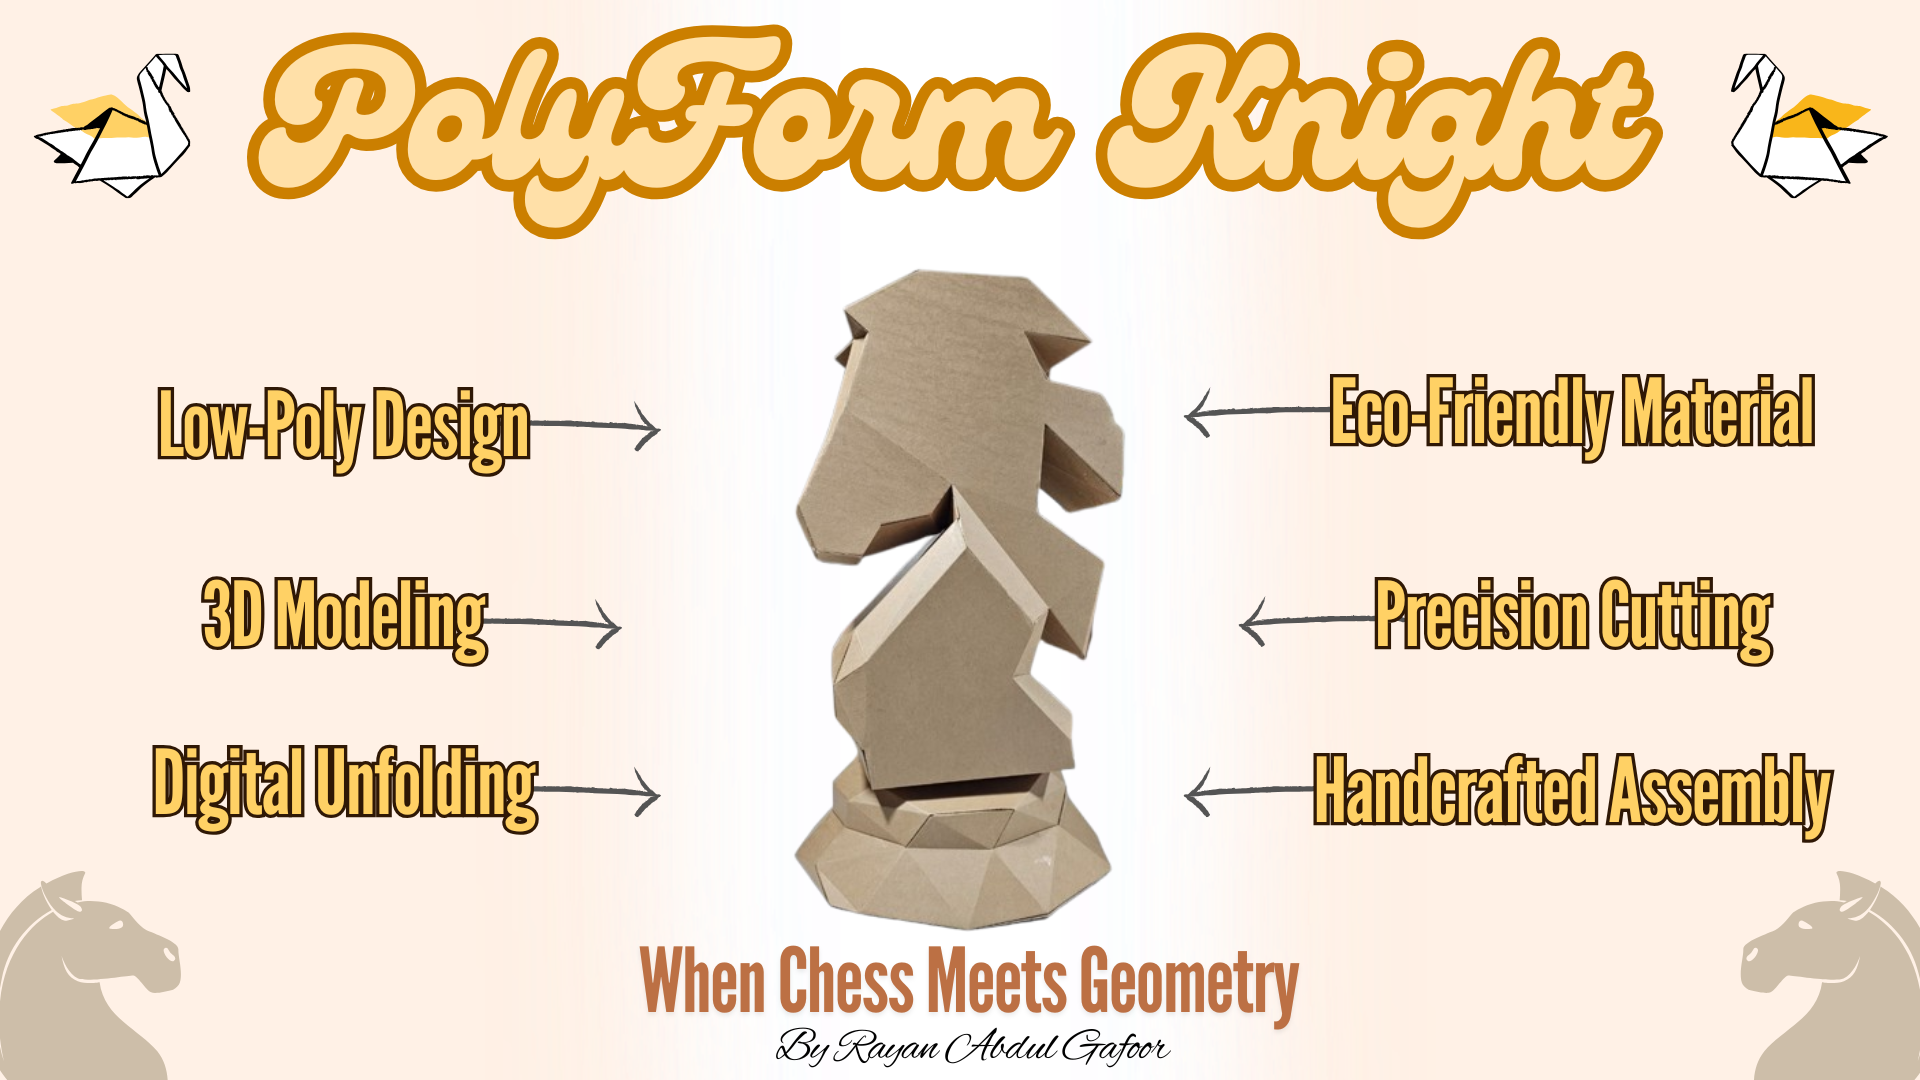 PolyForm Knight
Low-Poly Design
Eco-Friendly Material
3D Modeling
Precision Cutting
Digital Unfolding
Handcrafted Assembly
When Chess Meets Geometry
By Rayan Abdul Gafoor